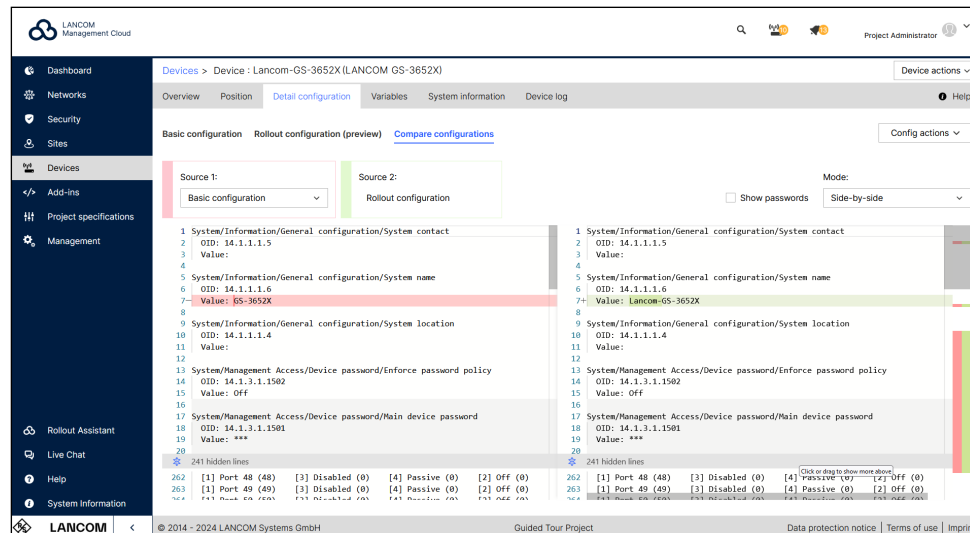 LANCOM
Management Cloud
Project Administrator
Dashboard
Networks
Security
Sites
Devices
Add-ins
Project specifications
Management
Rollout Assistant
Live Chat
Help
System Information
LANCOM <
Devices > Device : Lancom-GS-3652X (LANCOM GS-3652X)
Device actions
Overview Position Detail configuration Variables System information Device log
Help
Basic configuration Rollout configuration (preview) Compare configurations
Config actions
Source 1:
Basic configuration
Source 2:
Rollout configuration
Show passwords
Mode:
Side-by-side
1 System/Information/General configuration/System contact
2 OID: 14.1.1.1.5
3 Value:
4
5 System/Information/General configuration/System name
6 OID: 14.1.1.1.6
7- Value: GS-3652X
8
9 System/Information/General configuration/System location
10 OID: 14.1.1.1.4
11 Value:
12
13 System/Management Access/Device password/Enforce password policy
14 OID: 14.1.3.1.1502
15 Value: Off
16
17 System/Management Access/Device password/Main device password
18 OID: 14.1.3.1.1501
19 Value: ***
20
241 hidden lines
262 [1] Port 48 (48) [3] Disabled (0) [4] Passive (0) [2] Off (0)
263 [1] Port 49 (49) [3] Disabled (0) [4] Passive (0) [2] Off (0)
1 System/Information/General configuration/System contact
2 OID: 14.1.1.1.5
3 Value:
4
5 System/Information/General configuration/System name
6 OID: 14.1.1.1.6
7+ Value: Lancom-GS-3652X
8
9 System/Information/General configuration/System location
10 OID: 14.1.1.1.4
11 Value:
12
13 System/Management Access/Device password/Enforce password policy
14 OID: 14.1.3.1.1502
15 Value: Off
16
17 System/Management Access/Device password/Main device password
18 OID: 14.1.3.1.1501
19 Value: ***
20
241 hidden lines
Click or drag to show more above
262 [1] Port 48 (48) [3] Disabled (0) [4] Passive (0) [2] Off (0)
263 [1] Port 49 (49) [3] Disabled (0) [4] Passive (0) [2] Off (0)
© 2014 - 2024 LANCOM Systems GmbH
Guided Tour Project
Data protection notice | Terms of use | Imprin